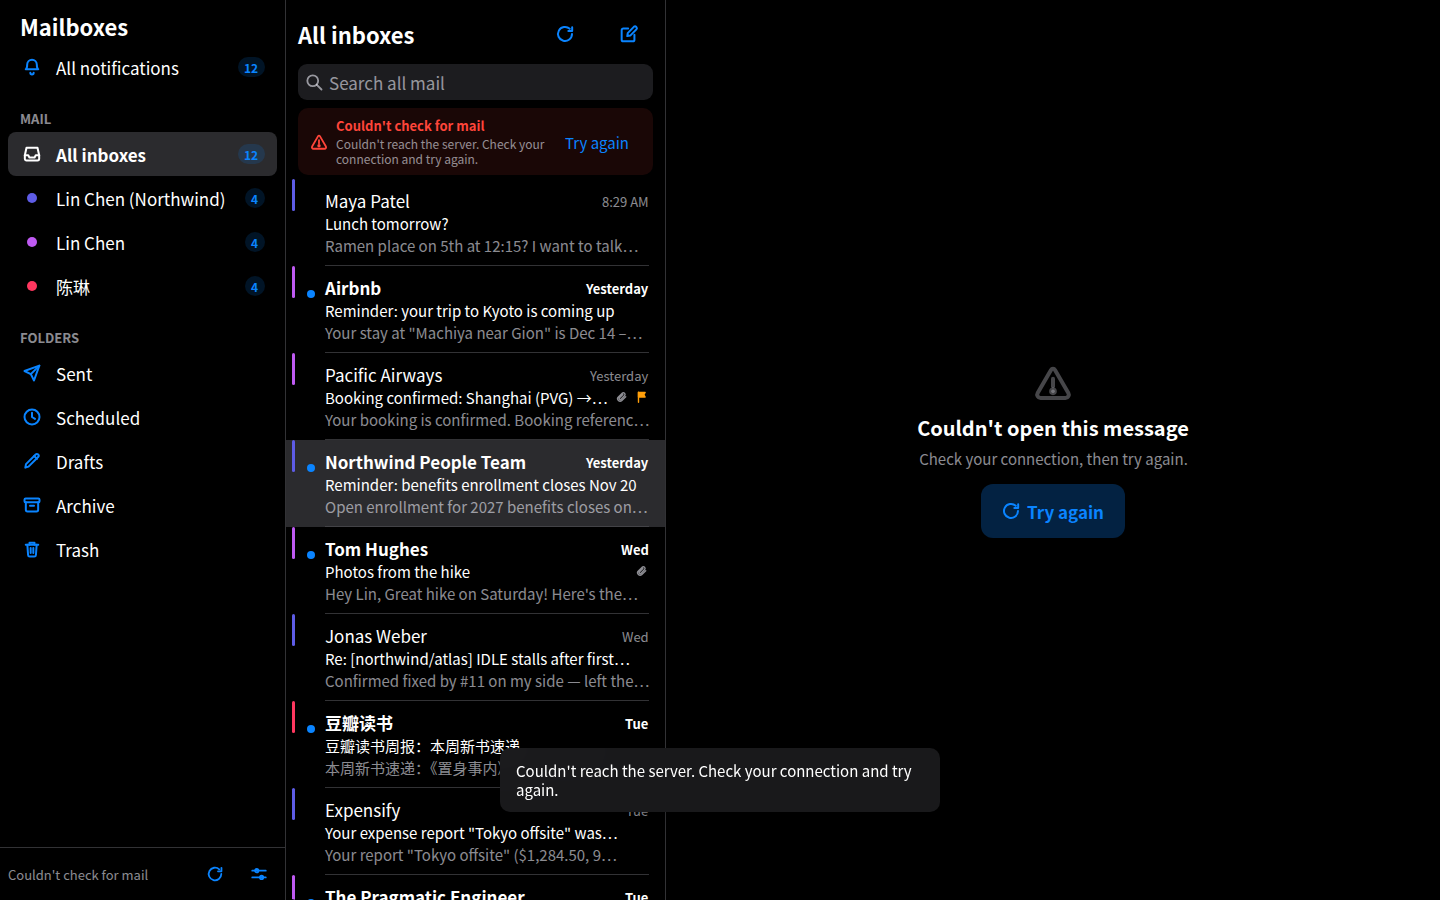 Mailboxes
All notifications
12
MAIL
All inboxes
12
Lin Chen (Northwind)
4
Lin Chen
4
陈琳
4
FOLDERS
Sent
Scheduled
Drafts
Archive
Trash
Couldn't check for mail
All inboxes
Search all mail
Couldn't check for mail
Couldn't reach the server. Check your
connection and try again.
Try again
Maya Patel
8:29 AM
Lunch tomorrow?
Ramen place on 5th at 12:15? I want to talk…
Airbnb
Yesterday
Reminder: your trip to Kyoto is coming up
Your stay at "Machiya near Gion" is Dec 14 –…
Pacific Airways
Yesterday
Booking confirmed: Shanghai (PVG) →…
Your booking is confirmed. Booking referenc…
Northwind People Team
Yesterday
Reminder: benefits enrollment closes Nov 20
Open enrollment for 2027 benefits closes on…
Tom Hughes
Wed
Photos from the hike
Hey Lin, Great hike on Saturday! Here's the…
Jonas Weber
Wed
Re: [northwind/atlas] IDLE stalls after first…
Confirmed fixed by #11 on my side — left the…
豆瓣读书
Tue
豆瓣读书周报：本周新书速递
本周新书速递：《置身事内》
Expensify
Tue
Your expense report "Tokyo offsite" was…
Your report "Tokyo offsite" ($1,284.50, 9…
The Pragmatic Engineer
Tue
Couldn't open this message
Check your connection, then try again.
Try again
Couldn't reach the server. Check your connection and try
again.